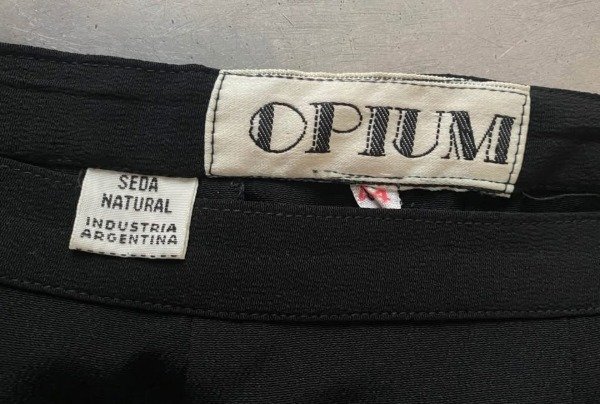 OPIUM
SEDA
NATURAL
INDUSTRIA
ARGENTINA